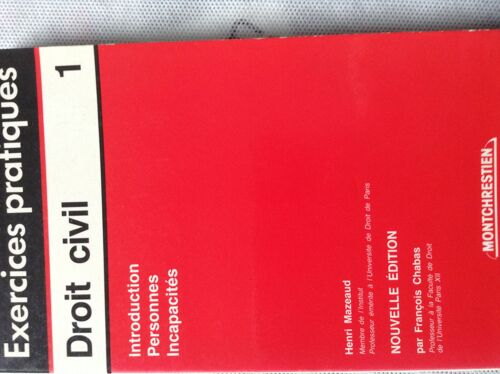 Exercices pratiques
Droit civil 1
Introduction
Personnes
Incapacités
Henri Mazeaud
Membre de l'Institut
Professeur émérite à l'Université de Droit de Paris
NOUVELLE ÉDITION
par François Chabas
Professeur à la Faculté de Droit
de l'Université Paris XII
MONTCHRESTIEN